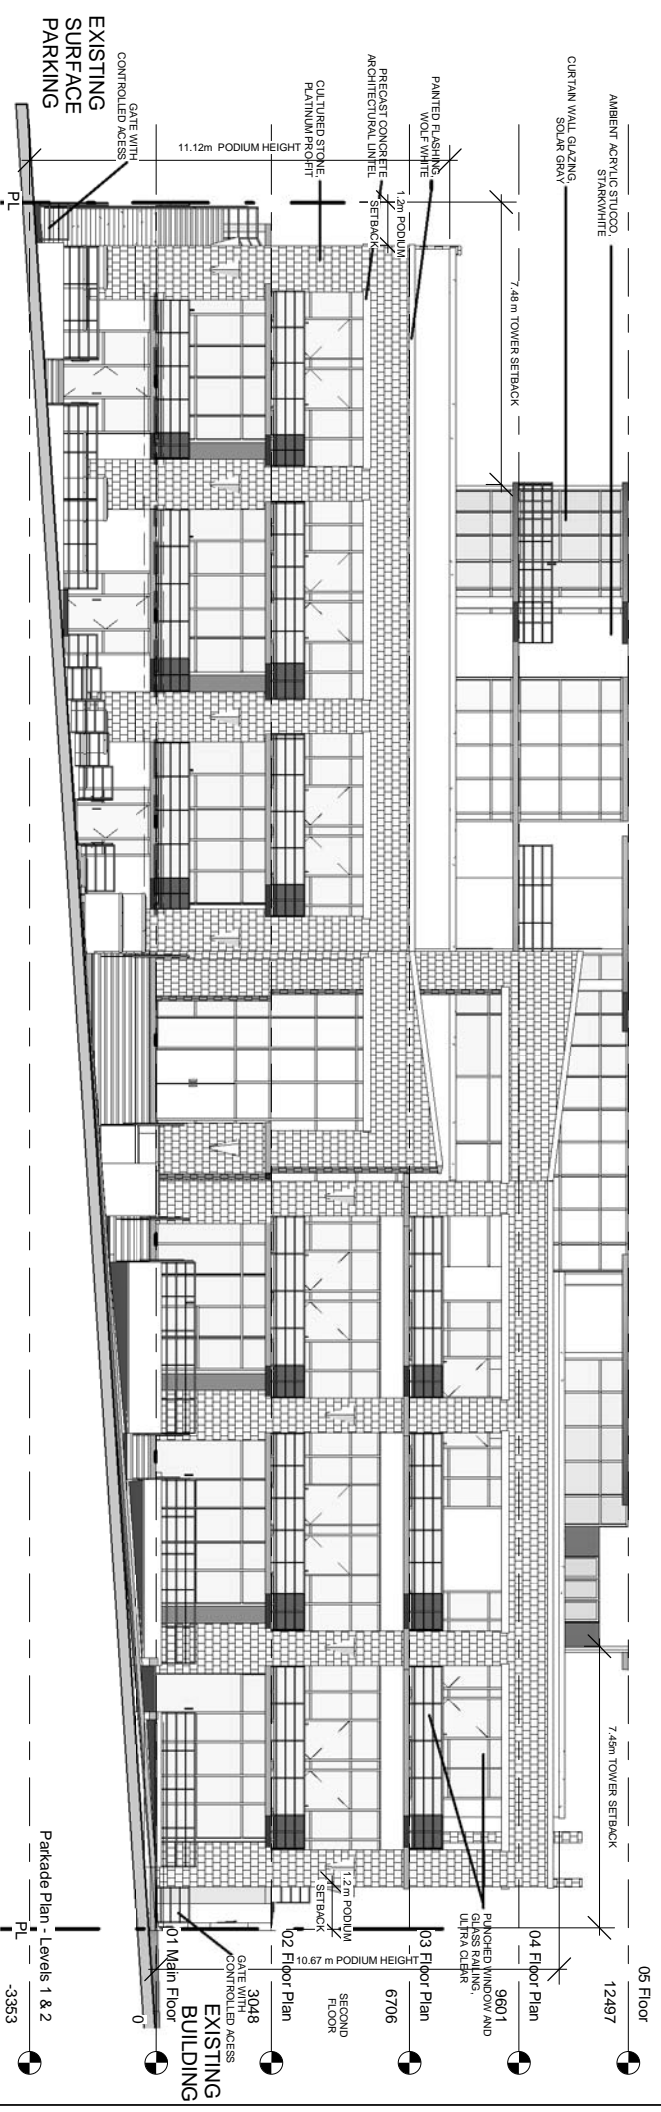 EXISTING
SURFACE
PARKING
GATE WITH
CONTROLLED ACESS
11.12m PODIUM HEIGHT
PL
CULTURED STONE,
PLATINUM PRO-FIT
PRECAST CONCRETE
ARCHITECTURAL LINTEL
1.2m PODIUM
SETBACK
PAINTED FLASHING
WOLF WHITE
7.48 m TOWER SETBACK
CURTAIN WALL GLAZING,
SOLAR GRAY
AMBIENT ACRYLIC STUCCO,
STARKWHITE
7.45m TOWER SETBACK
PUNCHED WINDOW AND
GLASS RAILING,
ULTRA CLEAR
1.2 m PODIUM
SETBACK
10.67 m PODIUM HEIGHT
SECOND
FLOOR
GATE WITH
CONTROLLED ACESS
EXISTING
BUILDING
PL
05 Floor
12497
04 Floor Plan
9601
03 Floor Plan
6706
02 Floor Plan
3048
01 Main Floor
0
Parkade Plan - Levels 1 & 2
-3353